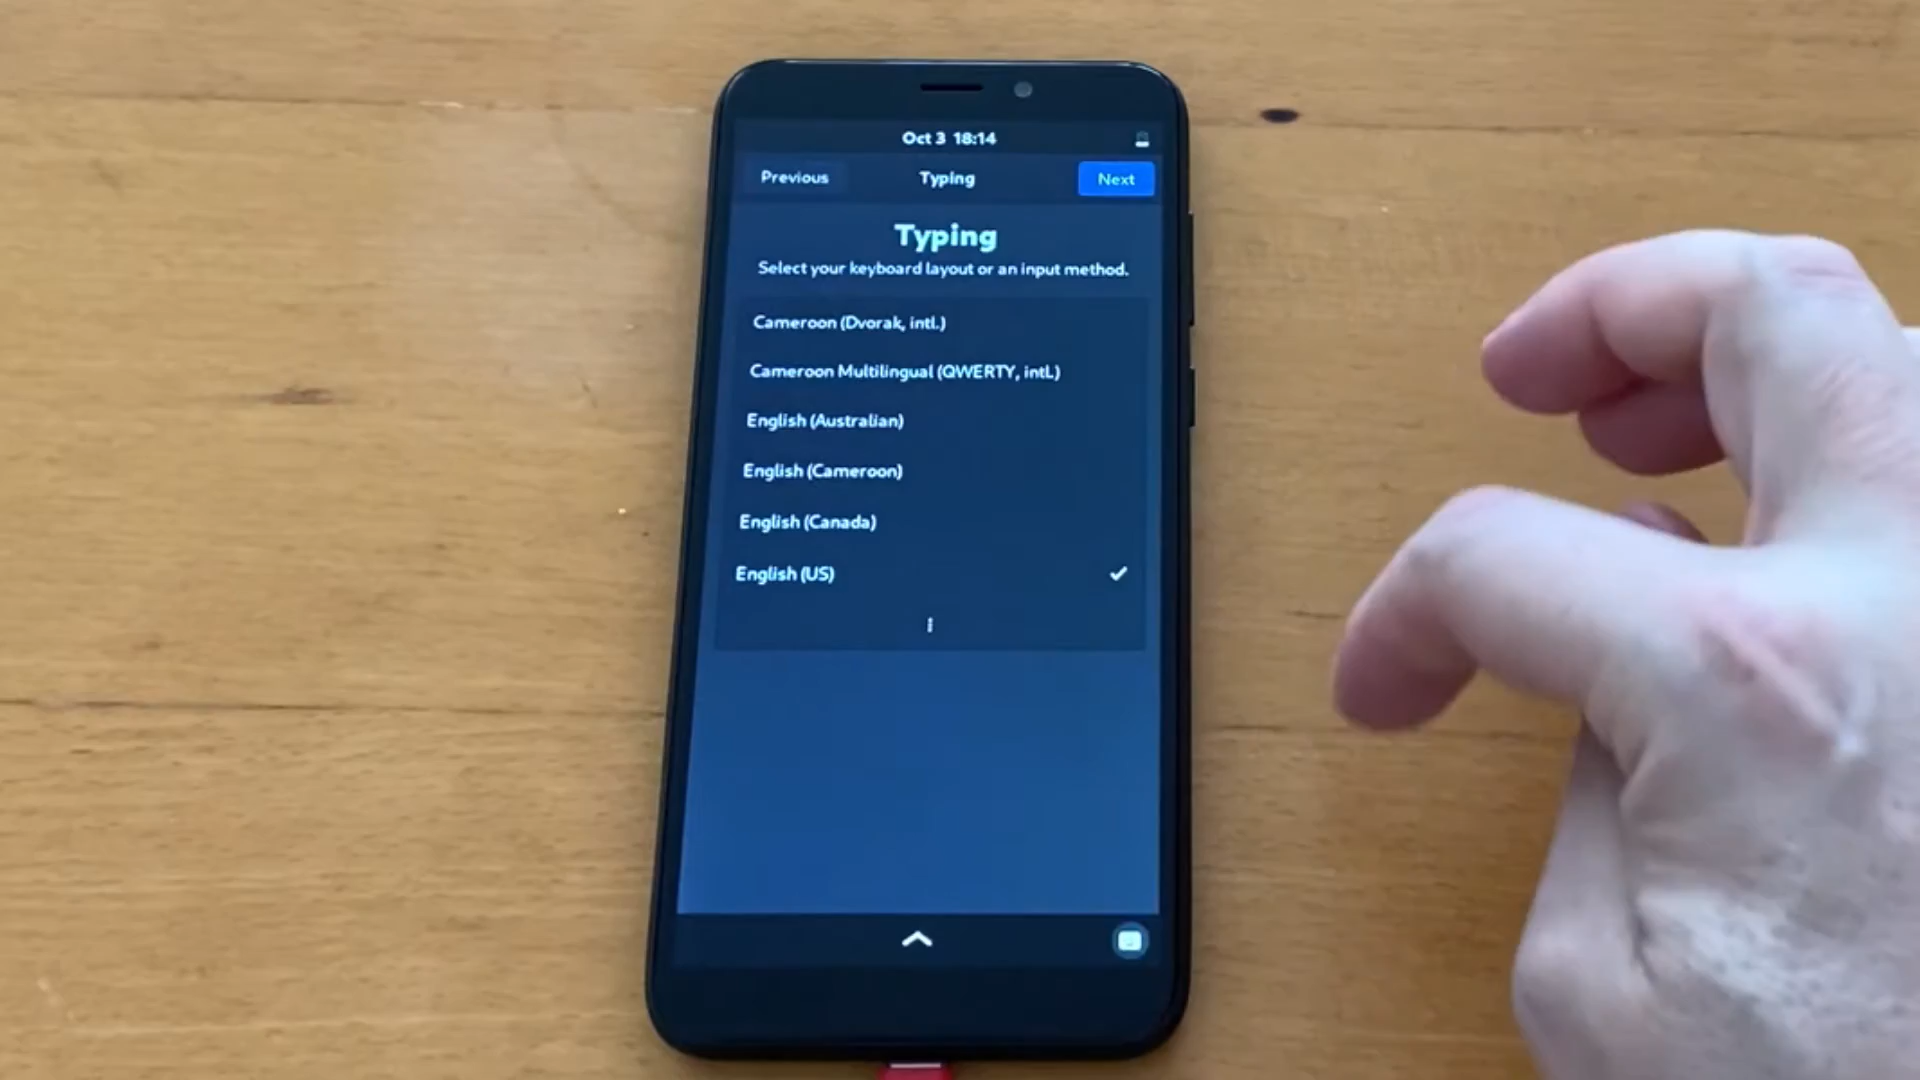 Oct 3 18:14
Previous
Typing
Next
Typing
Select your keyboard layout or an input method.
Cameroon (Dvorak, intl.)
Cameroon Multilingual (QWERTY, intl.)
English (Australian)
English (Cameroon)
English (Canada)
English (US)